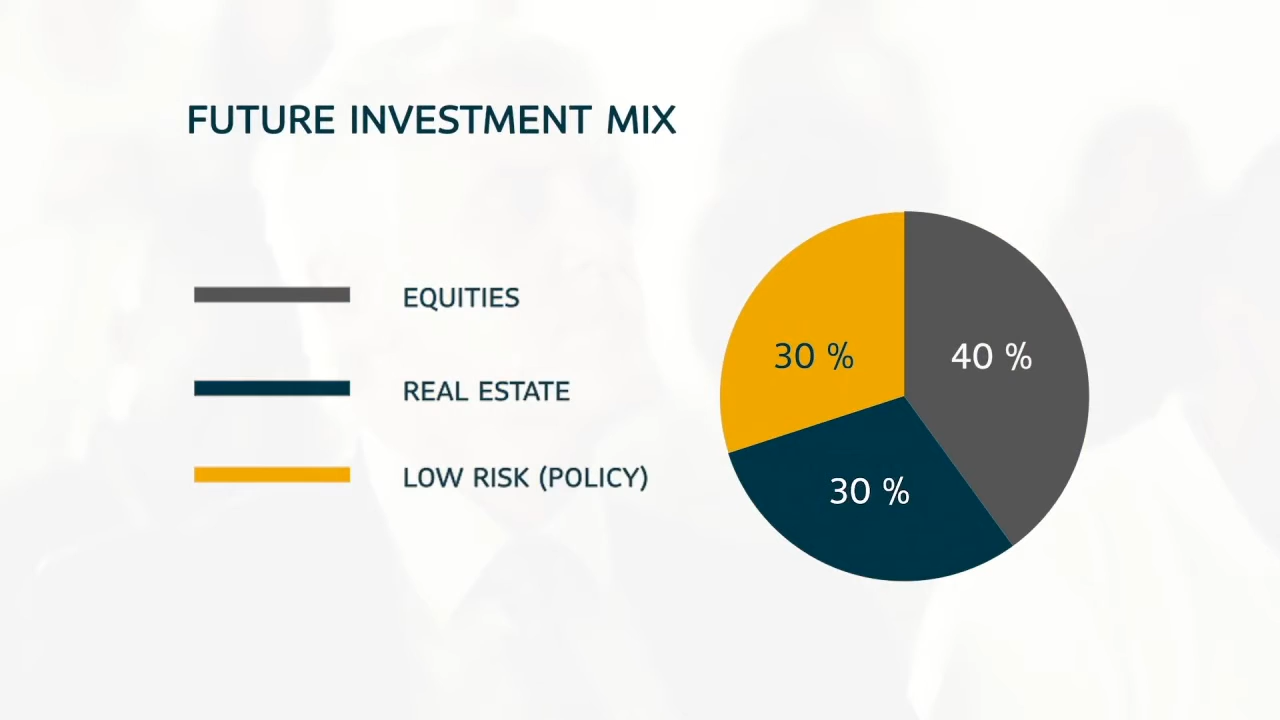 FUTURE INVESTMENT MIX
EQUITIES
REAL ESTATE
LOW RISK (POLICY)
30 %
40 %
30 %